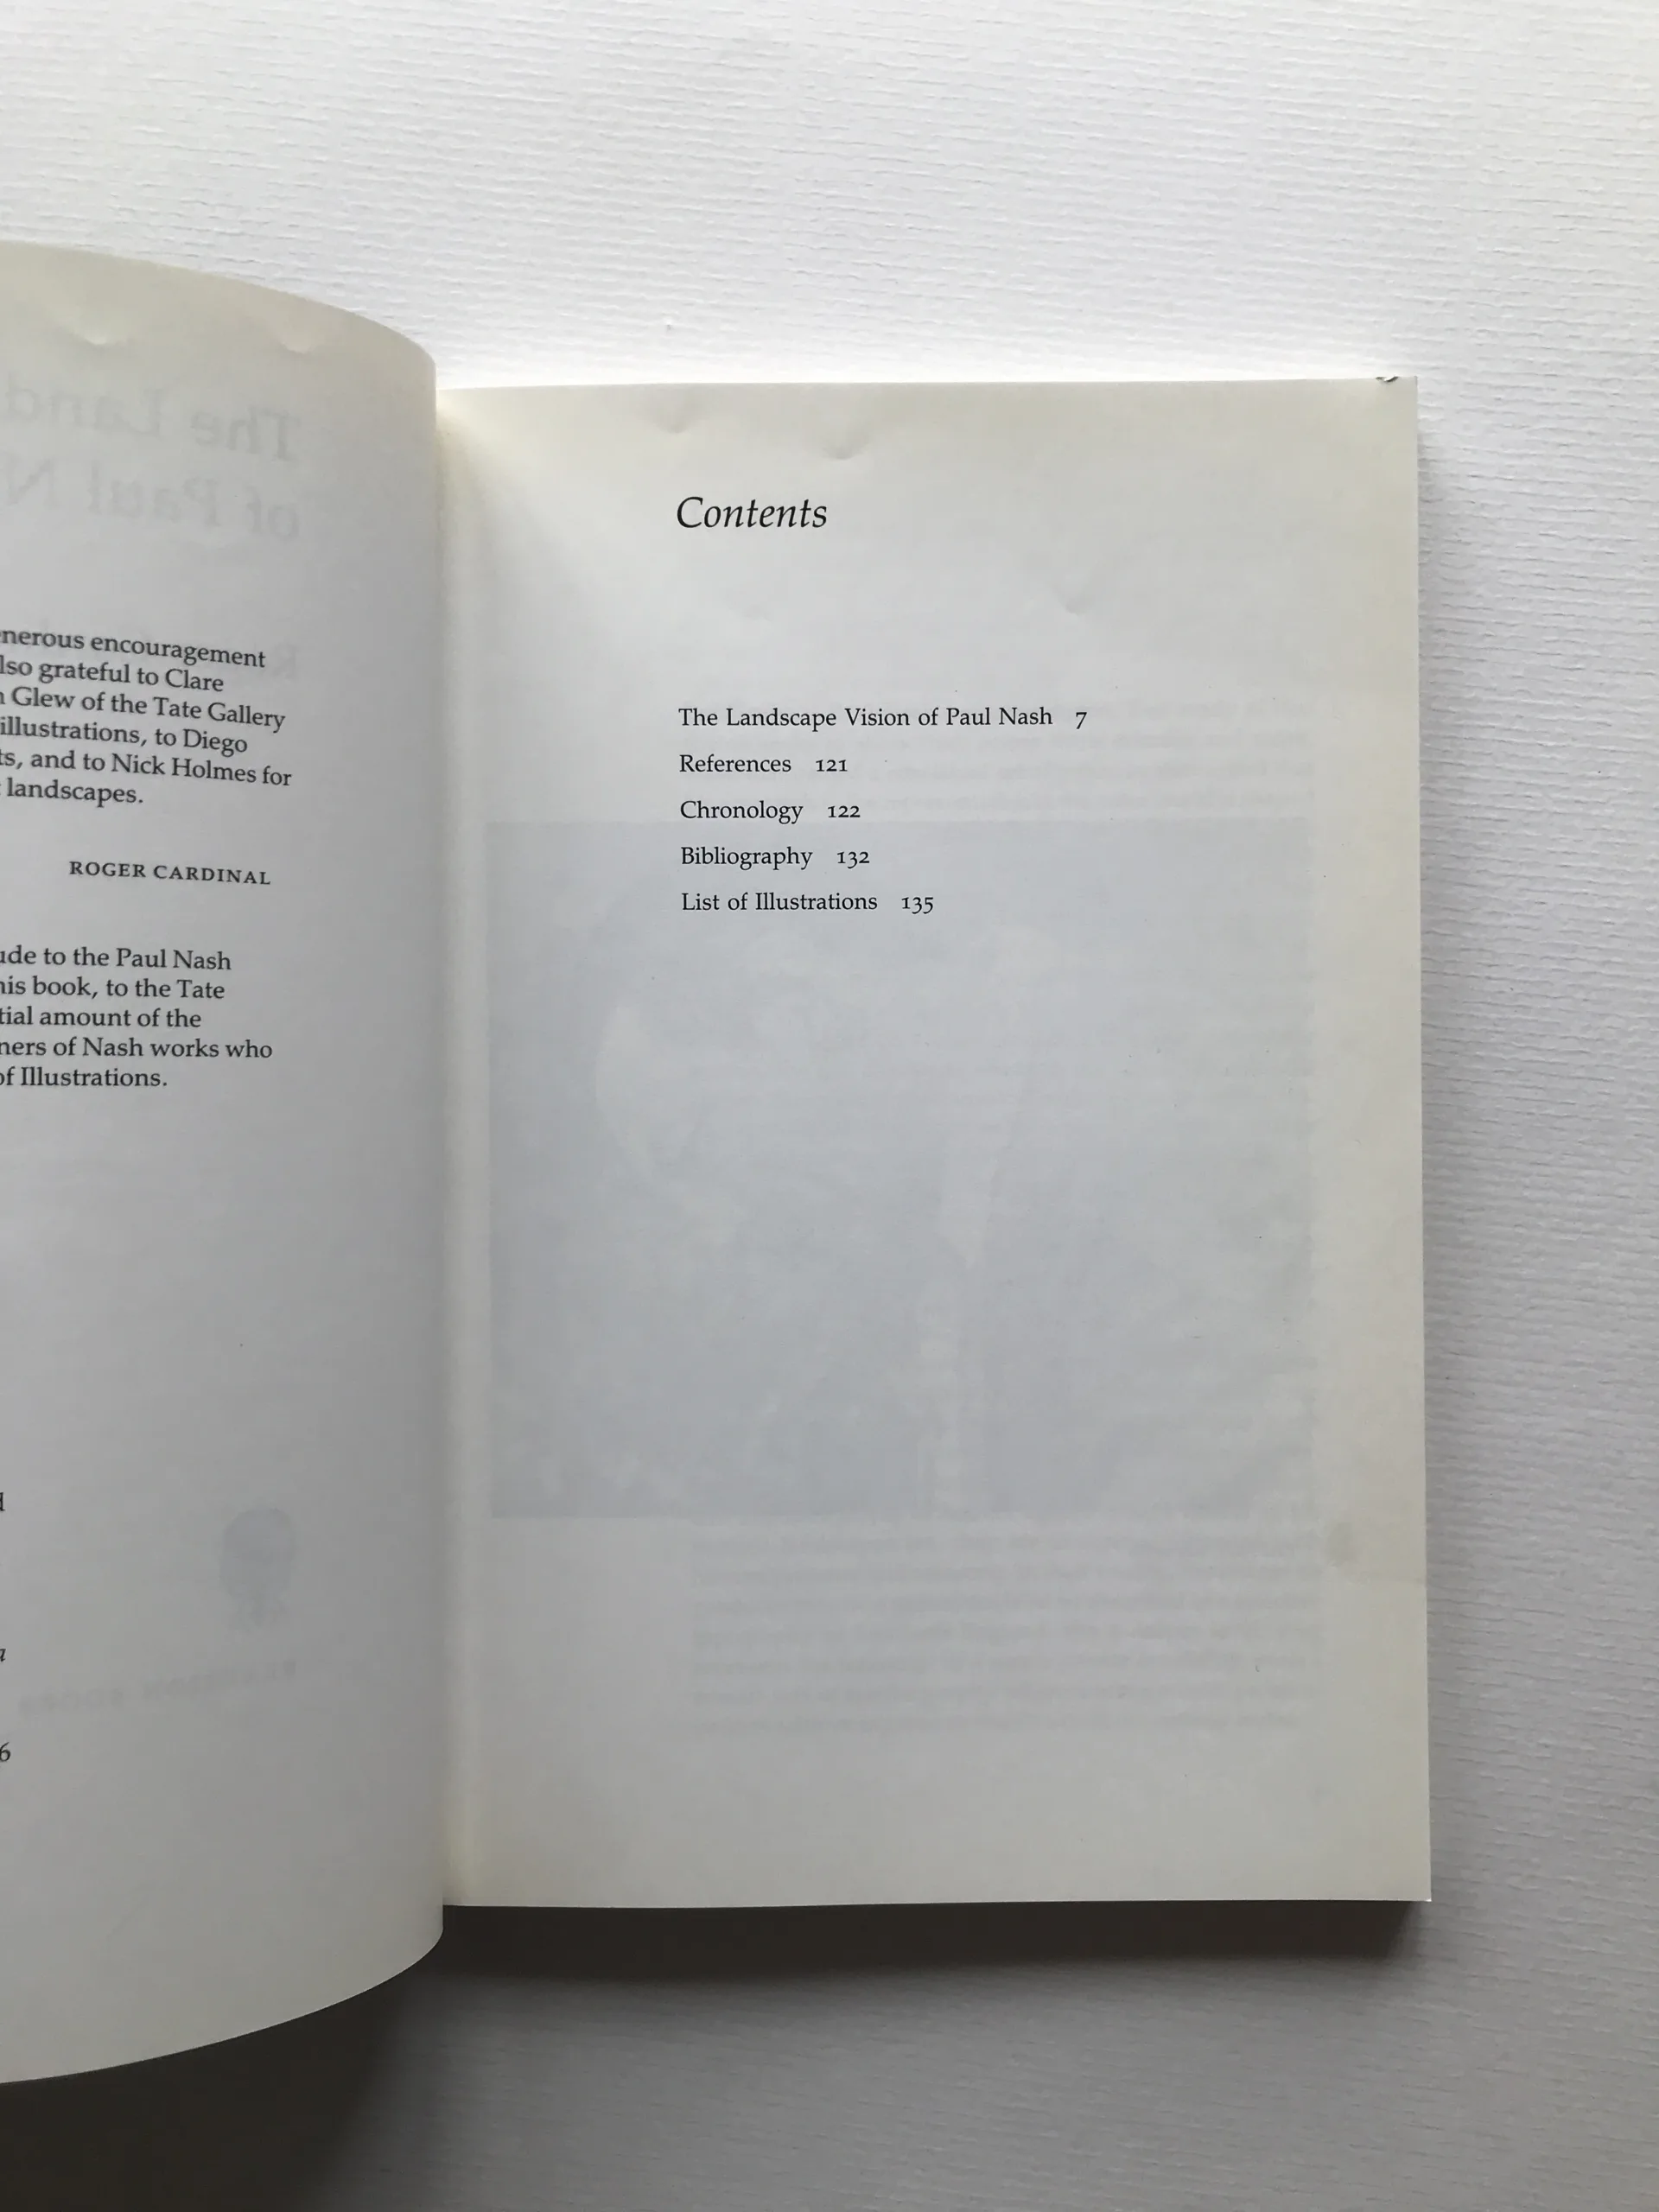 nerous encouragement
lso grateful to Clare
Glew of the Tate Gallery
illustrations, to Diego
ts, and to Nick Holmes for
landscapes.
ROGER CARDINAL
ude to the Paul Nash
his book, to the Tate
tial amount of the
ners of Nash works who
of Illustrations.
6
Contents
The Landscape Vision of Paul Nash 7
References 121
Chronology 122
Bibliography 132
List of Illustrations 135